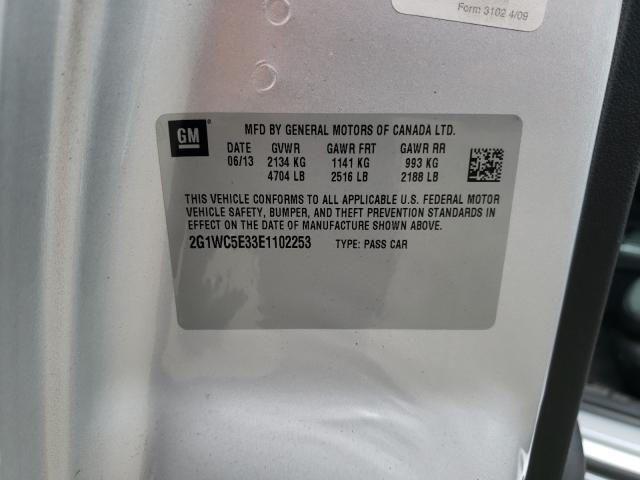 Form 3102 4/09
GM
MFD BY GENERAL MOTORS OF CANADA LTD.
DATE GVWR GAWR FRT GAWR RR
06/13 2134 KG 1141 KG 993 KG
4704 LB 2516 LB 2188 LB
THIS VEHICLE CONFORMS TO ALL APPLICABLE U.S. FEDERAL MOTOR
VEHICLE SAFETY, BUMPER, AND THEFT PREVENTION STANDARDS IN
EFFECT ON THE DATE OF MANUFACTURE SHOWN ABOVE.
2G1WC5E33E1102253 TYPE: PASS CAR